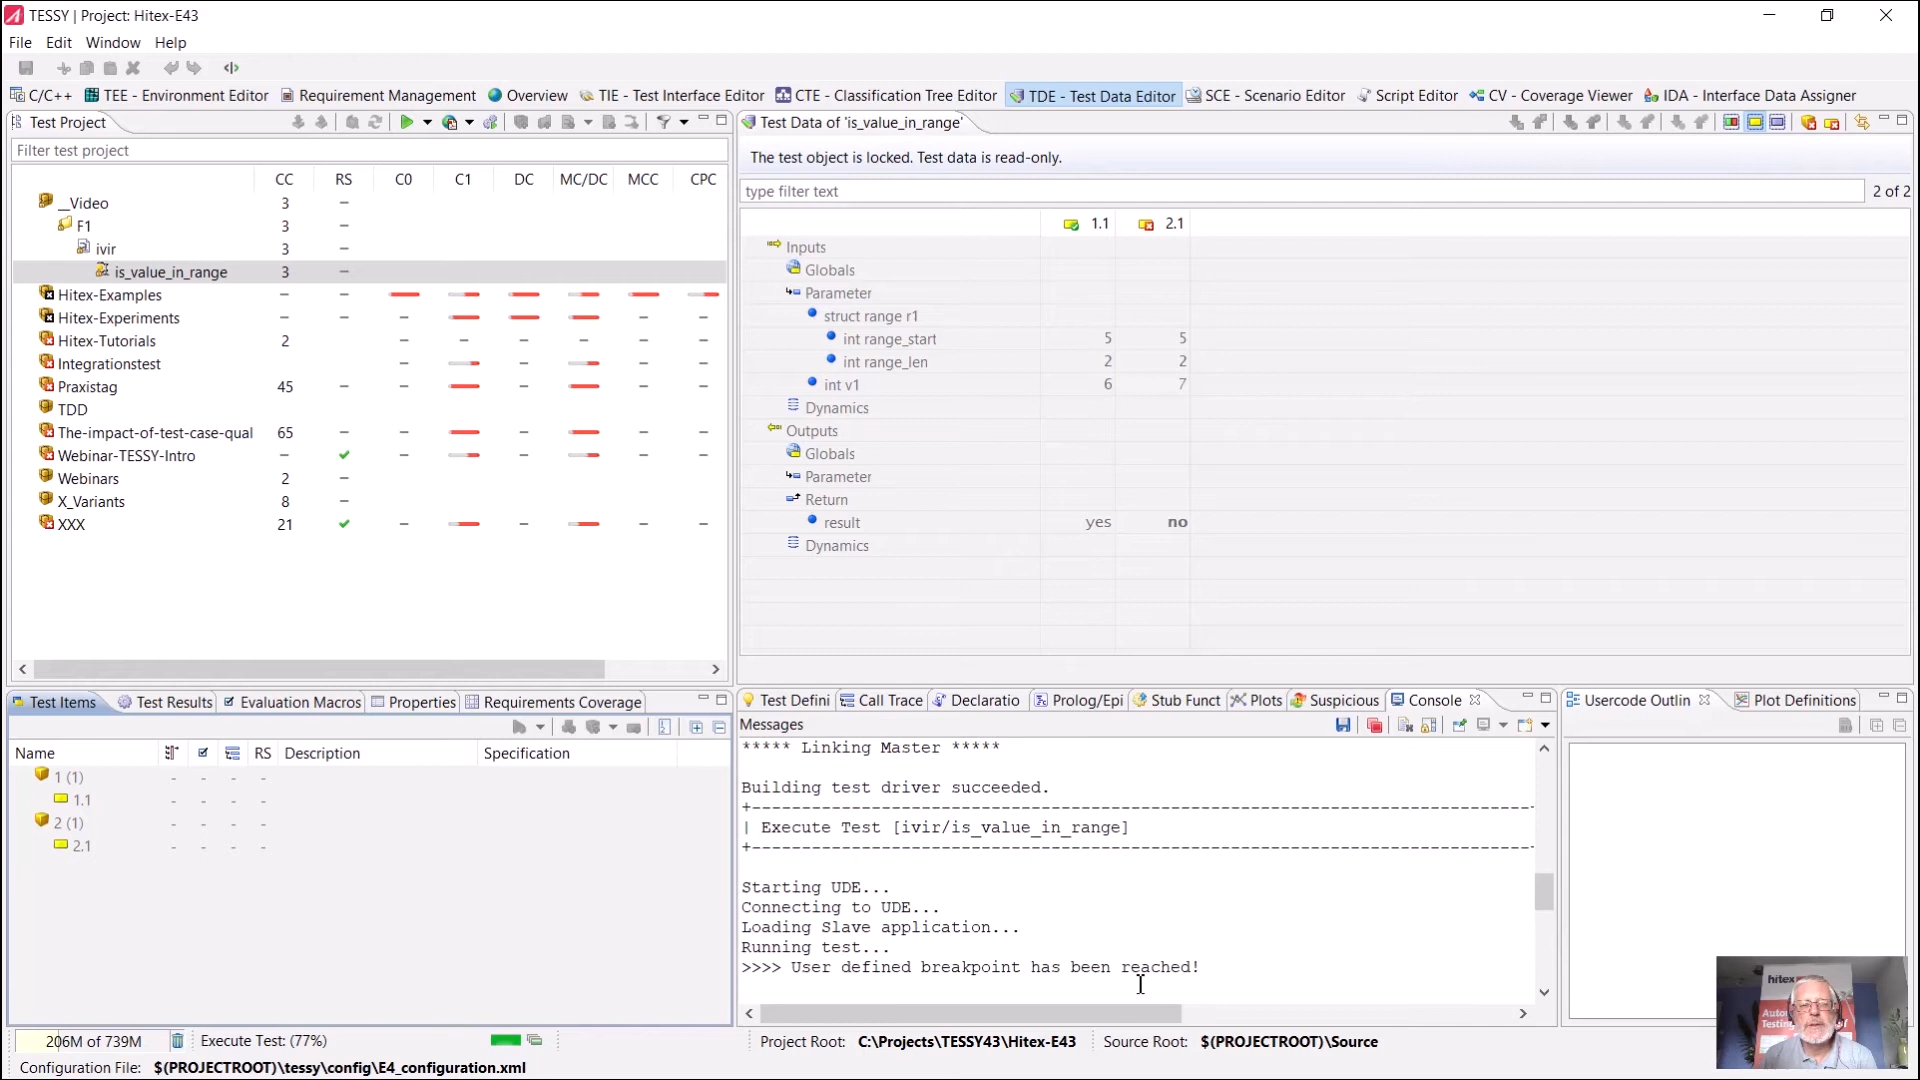 TESSY | Project: Hitex-E43
File Edit Window Help
C/C++ TEE - Environment Editor Requirement Management Overview TIE - Test Interface Editor CTE - Classification Tree Editor TDE - Test Data Editor SCE - Scenario Editor Script Editor CV - Coverage Viewer IDA - Interface Data Assigner
Test Project
Filter test project
CC RS C0 C1 DC MC/DC MCC CPC
__Video 3 –
F1 3 –
ivir 3 –
is_value_in_range 3 –
Hitex-Examples – –
Hitex-Experiments – – – – –
Hitex-Tutorials 2 – – – – – –
Integrationstest – – – – –
Praxistag 45 – – – – –
TDD
The-impact-of-test-case-qual 65 – – – – –
Webinar-TESSY-Intro – – – – –
Webinars 2 –
X_Variants 8 –
XXX 21 – – – –
Test Data of 'is_value_in_range'
The test object is locked. Test data is read-only.
type filter text 2 of 2
1.1 2.1
Inputs
Globals
Parameter
struct range r1
int range_start 5 5
int range_len 2 2
int v1 6 7
Dynamics
Outputs
Globals
Parameter
Return
result yes no
Dynamics
Test Items Test Results Evaluation Macros Properties Requirements Coverage
Name RS Description Specification
1 (1) - - - -
1.1 - - - -
2 (1) - - - -
2.1 - - - -
Test Defini Call Trace Declaratio Prolog/Epi Stub Funct Plots Suspicious Console
Messages
***** Linking Master *****
Building test driver succeeded.
+-------------------------------------------------------------------------------
| Execute Test [ivir/is_value_in_range]
+-------------------------------------------------------------------------------
Starting UDE...
Connecting to UDE...
Loading Slave application...
Running test...
>>>> User defined breakpoint has been reached!
Usercode Outlin Plot Definitions
hitex
206M of 739M Execute Test: (77%) Project Root: C:\Projects\TESSY43\Hitex-E43 Source Root: $(PROJECTROOT)\Source
Configuration File: $(PROJECTROOT)\tessy\config\E4_configuration.xml